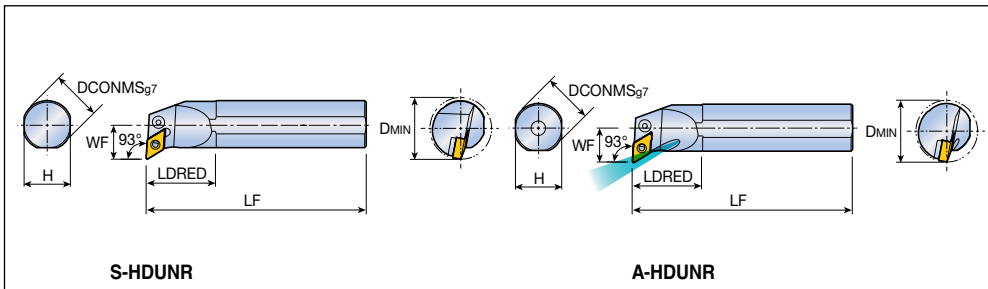 DCONMSg7
WF
93°
H
LDRED
LF
DMIN
S-HDUNR
DCONMSg7
WF
93°
H
LDRED
LF
DMIN
A-HDUNR